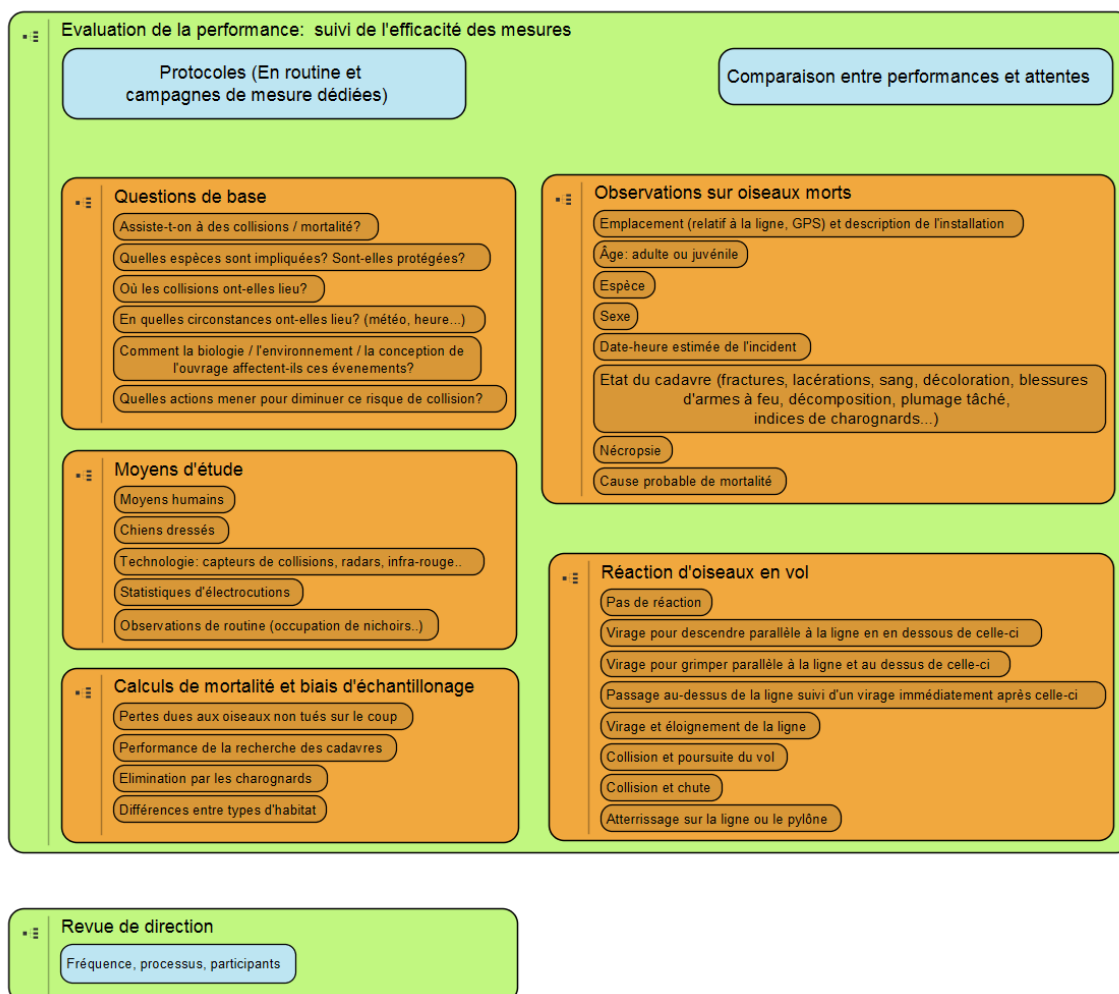 Evaluation de la performance:  suivi de l'efficacité des mesures
Protocoles (En routine et
campagnes de mesure dédiées)
Comparaison entre performances et attentes
Questions de base
Assiste-t-on à des collisions / mortalité?
Quelles espèces sont impliquées? Sont-elles protégées?
Où les collisions ont-elles lieu?
En quelles circonstances ont-elles lieu? (météo, heure...)
Comment la biologie / l'environnement / la conception de
l'ouvrage affectent-ils ces évenements?
Quelles actions mener pour diminuer ce risque de collision?
Moyens d'étude
Moyens humains
Chiens dressés
Technologie: capteurs de collisions, radars, infra-rouge..
Statistiques d'électrocutions
Observations de routine (occupation de nichoirs..)
Calculs de mortalité et biais d'échantillonage
Pertes dues aux oiseaux non tués sur le coup
Performance de la recherche des cadavres
Elimination par les charognards
Différences entre types d'habitat
Observations sur oiseaux morts
Emplacement (relatif à la ligne, GPS) et description de l'installation
Âge: adulte ou juvénile
Espèce
Sexe
Date-heure estimée de l'incident
Etat du cadavre (fractures, lacérations, sang, décoloration, blessures
d'armes à feu, décomposition, plumage tâché,
indices de charognards...)
Nécropsie
Cause probable de mortalité
Réaction d'oiseaux en vol
Pas de réaction
Virage pour descendre parallèle à la ligne en en dessous de celle-ci
Virage pour grimper parallèle à la ligne et au dessus de celle-ci
Passage au-dessus de la ligne suivi d'un virage immédiatement après celle-ci
Virage et éloignement de la ligne
Collision et poursuite du vol
Collision et chute
Atterrissage sur la ligne ou le pylône
Revue de direction
Fréquence, processus, participants